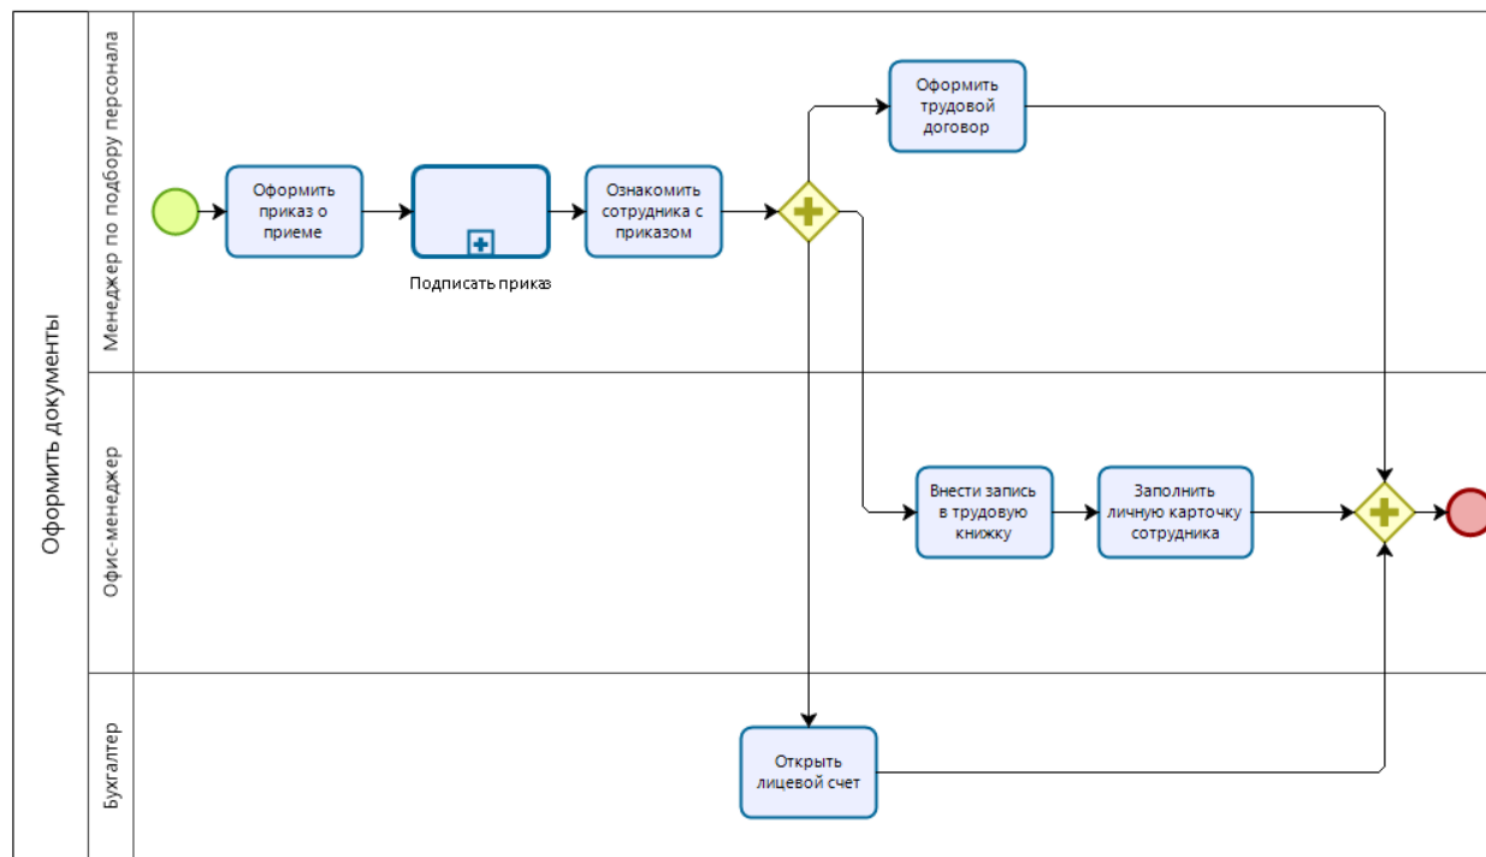 Оформить документы
Менеджер по подбору персонала
Оформить
приказ о
приеме
Подписать приказ
Ознакомить
сотрудника с
приказом
Оформить
трудовой
договор
Офис-менеджер
Внести запись
в трудовую
книжку
Заполнить
личную карточку
сотрудника
Бухгалтер
Открыть
лицевой счет